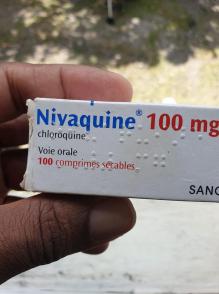 Nivaquine® 100 mg
chloroquine
Voie orale
100 comprimés sécables
SANO